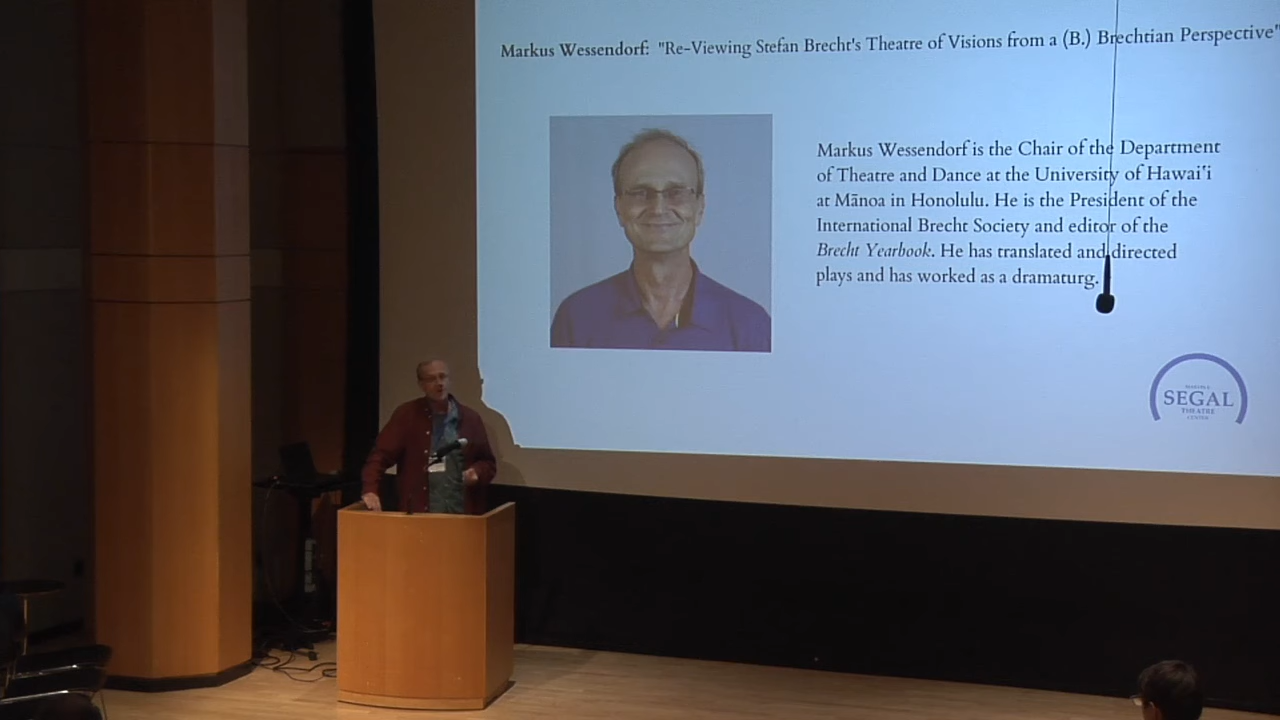 Markus Wessendorf: "Re-Viewing Stefan Brecht's Theatre of Visions from a (B.) Brechtian Perspective"
Markus Wessendorf is the Chair of the Department
of Theatre and Dance at the University of Hawai'i
at Mānoa in Honolulu. He is the President of the
International Brecht Society and editor of the
Brecht Yearbook. He has translated and directed
plays and has worked as a dramaturg.
SEGAL
THEATRE
CENTER